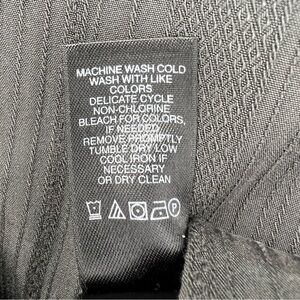 MACHINE WASH COLD
WASH WITH LIKE
COLORS
DELICATE CYCLE
NON-CHLORINE
BLEACH FOR COLORS,
IF NEEDED
REMOVE PROMPTLY
TUMBLE DRY LOW
COOL IRON IF
NECESSARY
OR DRY CLEAN
P